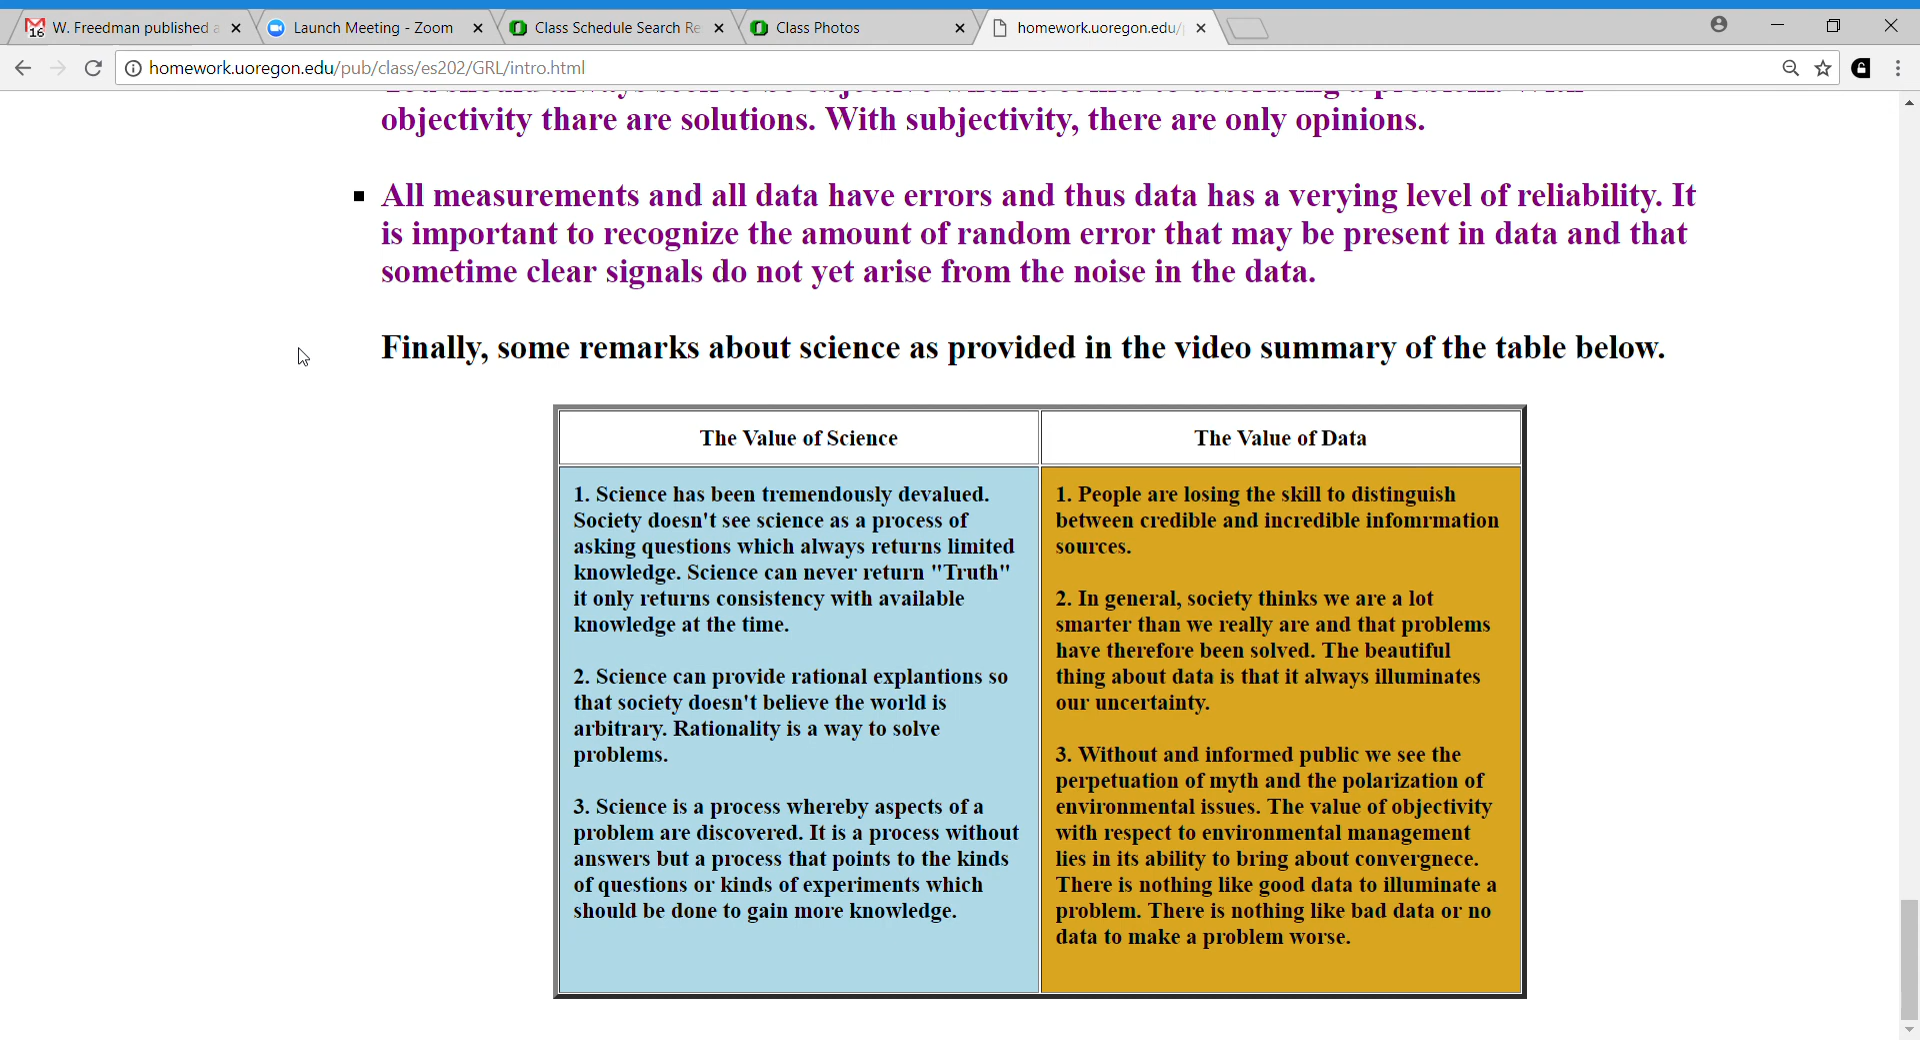 W. Freedman published a
Launch Meeting - Zoom
Class Schedule Search Re
Class Photos
homework.uoregon.edu/
16
homework.uoregon.edu/pub/class/es202/GRL/intro.html
You should always seek to be objective when it comes to describing a problem. With
objectivity thare are solutions. With subjectivity, there are only opinions.
All measurements and all data have errors and thus data has a verying level of reliability. It
is important to recognize the amount of random error that may be present in data and that
sometime clear signals do not yet arise from the noise in the data.
Finally, some remarks about science as provided in the video summary of the table below.
The Value of Science
1. Science has been tremendously devalued.
Society doesn't see science as a process of
asking questions which always returns limited
knowledge. Science can never return "Truth"
it only returns consistency with available
knowledge at the time.
2. Science can provide rational explantions so
that society doesn't believe the world is
arbitrary. Rationality is a way to solve
problems.
3. Science is a process whereby aspects of a
problem are discovered. It is a process without
answers but a process that points to the kinds
of questions or kinds of experiments which
should be done to gain more knowledge.
The Value of Data
1. People are losing the skill to distinguish
between credible and incredible infomrmation
sources.
2. In general, society thinks we are a lot
smarter than we really are and that problems
have therefore been solved. The beautiful
thing about data is that it always illuminates
our uncertainty.
3. Without and informed public we see the
perpetuation of myth and the polarization of
environmental issues. The value of objectivity
with respect to environmental management
lies in its ability to bring about convergnece.
There is nothing like good data to illuminate a
problem. There is nothing like bad data or no
data to make a problem worse.